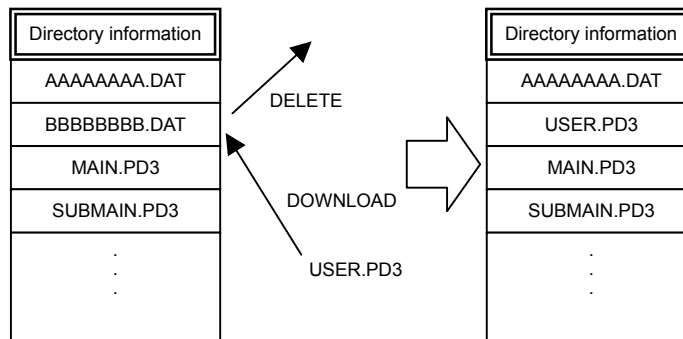 Directory information
AAAAAAAA.DAT
BBBBBBBB.DAT
MAIN.PD3
SUBMAIN.PD3
.
.
.
DELETE
DOWNLOAD
USER.PD3
Directory information
AAAAAAAA.DAT
USER.PD3
MAIN.PD3
SUBMAIN.PD3
.
.
.